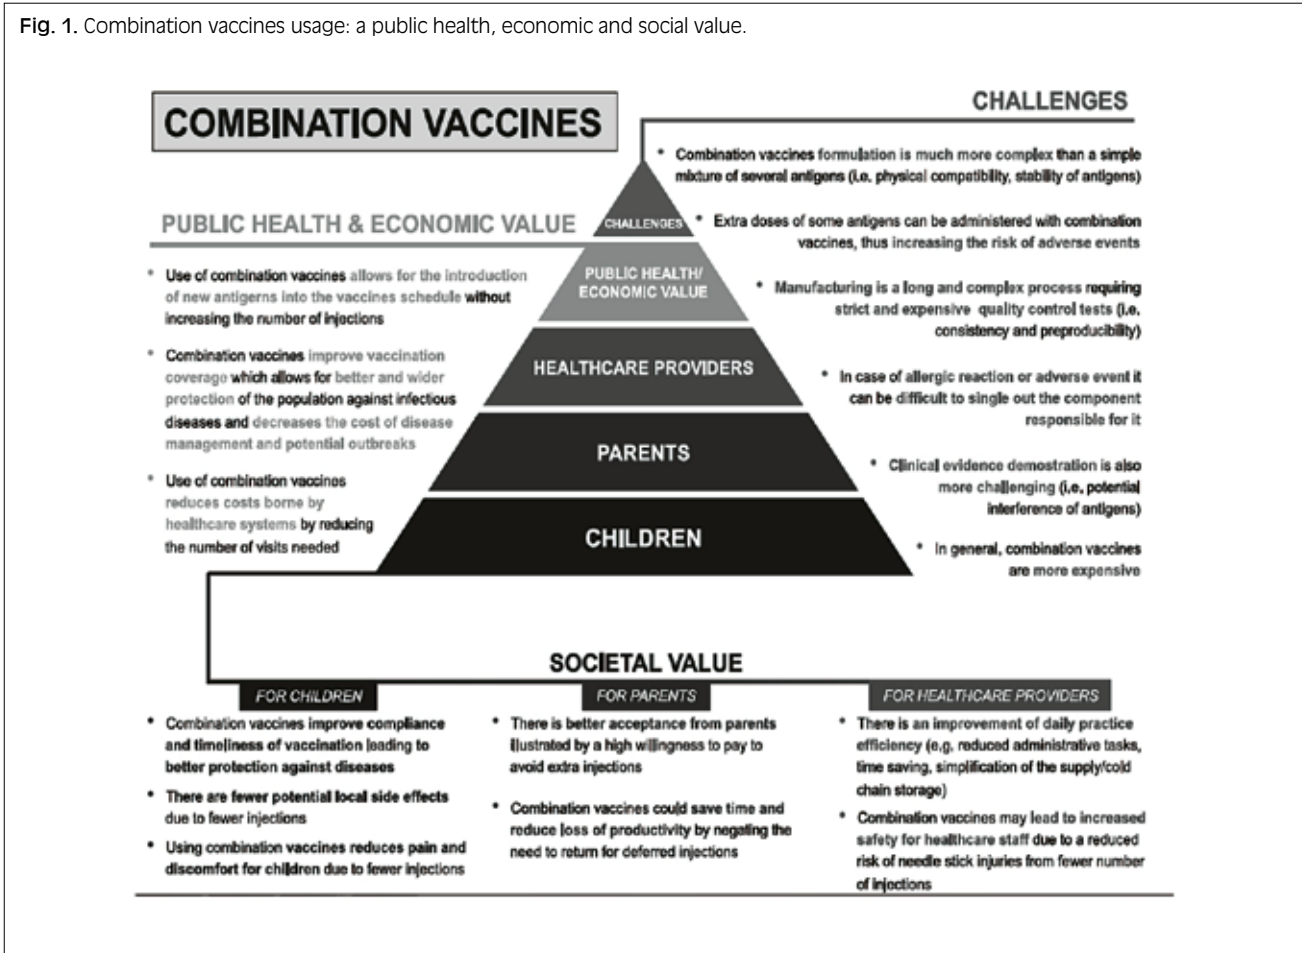 Fig. 1. Combination vaccines usage: a public health, economic and social value.
COMBINATION VACCINES
CHALLENGES
• Combination vaccines formulation is much more complex than a simple
mixture of several antigens (i.e. physical compatibility, stability of antigens)
• Extra doses of some antigens can be administered with combination
vaccines, thus increasing the risk of adverse events
• Manufacturing is a long and complex process requiring
strict and expensive quality control tests (i.e.
consistency and preproducibility)
• In case of allergic reaction or adverse event it
can be difficult to single out the component
responsible for it
• Clinical evidence demostration is also
more challenging (i.e. potential
interference of antigens)
• In general, combination vaccines
are more expensive
PUBLIC HEALTH & ECONOMIC VALUE
• Use of combination vaccines allows for the introduction
of new antigerns into the vaccines schedule without
increasing the number of injections
• Combination vaccines improve vaccination
coverage which allows for better and wider
protection of the population against infectious
diseases and decreases the cost of disease
management and potential outbreaks
• Use of combination vaccines
reduces costs borne by
healthcare systems by reducing
the number of visits needed
CHALLENGES
PUBLIC HEALTH/
ECONOMIC VALUE
HEALTHCARE PROVIDERS
PARENTS
CHILDREN
SOCIETAL VALUE
FOR CHILDREN
• Combination vaccines improve compliance
and timeliness of vaccination leading to
better protection against diseases
• There are fewer potential local side effects
due to fewer injections
• Using combination vaccines reduces pain and
discomfort for children due to fewer injections
FOR PARENTS
• There is better acceptance from parents
illustrated by a high willingness to pay to
avoid extra injections
• Combination vaccines could save time and
reduce loss of productivity by negating the
need to return for deferred injections
FOR HEALTHCARE PROVIDERS
• There is an improvement of daily practice
efficiency (e.g. reduced administrative tasks,
time saving, simplification of the supply/cold
chain storage)
• Combination vaccines may lead to increased
safety for healthcare staff due to a reduced
risk of needle stick injuries from fewer number
of injections